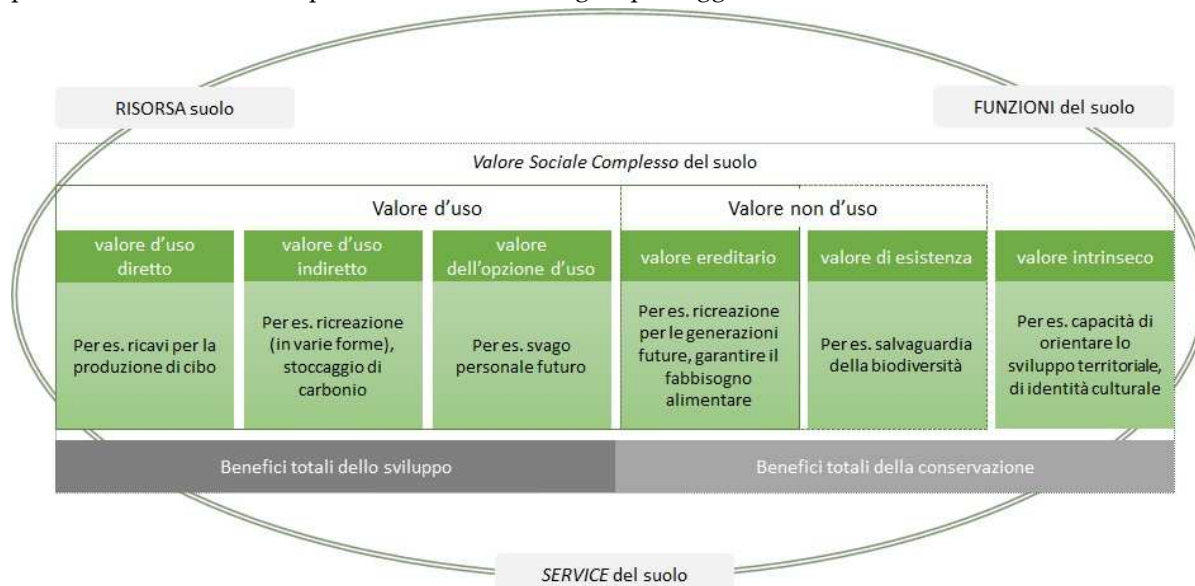 RISORSA suolo
FUNZIONI del suolo
Valore Sociale Complesso del suolo
Valore d'uso
Valore non d'uso
valore d'uso
diretto
valore d'uso
indiretto
valore
dell'opzione d'uso
valore ereditario
valore di esistenza
valore intrinseco
Per es. ricavi per la
produzione di cibo
Per es. ricreazione
(in varie forme),
stoccaggio di
carbonio
Per es. svago
personale futuro
Per es. ricreazione
per le generazioni
future, garantire il
fabbisogno
alimentare
Per es. salvaguardia
della biodiversità
Per es. capacità di
orientare lo
sviluppo territoriale,
di identità culturale
Benefici totali dello sviluppo
Benefici totali della conservazione
SERVICE del suolo